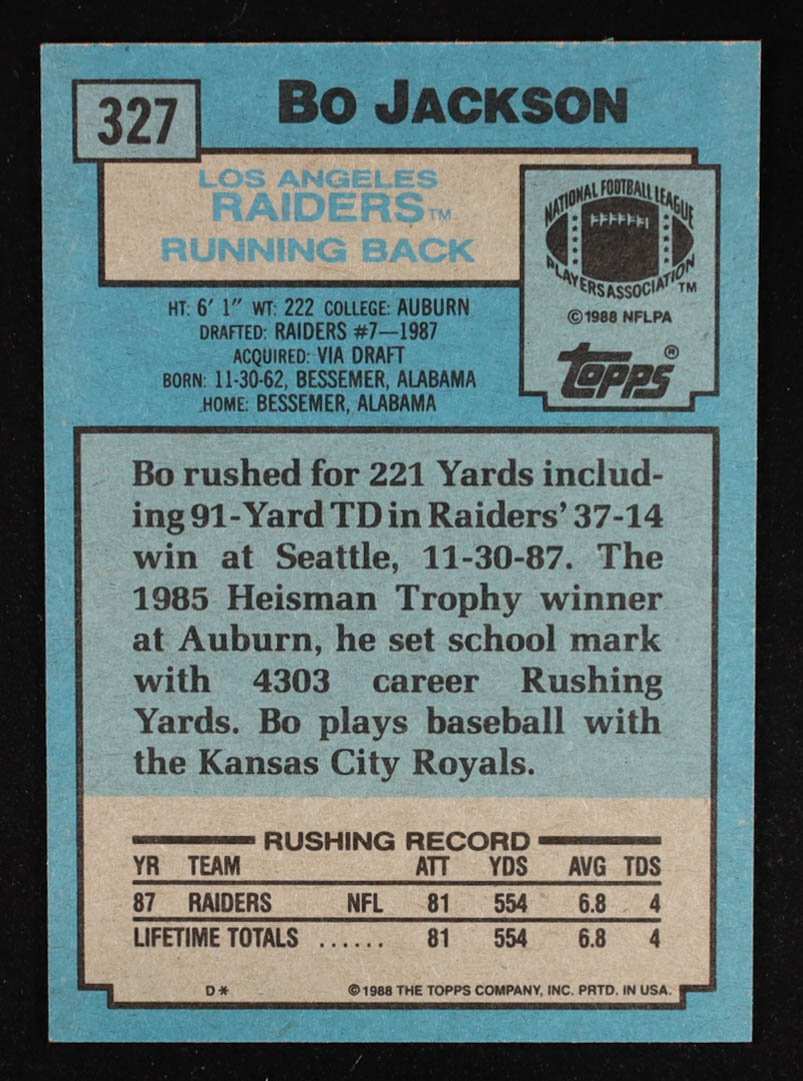 327
BO JACKSON
LOS ANGELES
RAIDERS™
RUNNING BACK
NATIONAL FOOTBALL LEAGUE
PLAYERS ASSOCIATION™
©1988 NFLPA
topps®
HT: 6' 1" WT: 222 COLLEGE: AUBURN
DRAFTED: RAIDERS #7—1987
ACQUIRED: VIA DRAFT
BORN: 11-30-62, BESSEMER, ALABAMA
HOME: BESSEMER, ALABAMA
Bo rushed for 221 Yards includ-
ing 91-Yard TD in Raiders' 37-14
win at Seattle, 11-30-87. The
1985 Heisman Trophy winner
at Auburn, he set school mark
with 4303 career Rushing
Yards. Bo plays baseball with
the Kansas City Royals.
RUSHING RECORD
YR TEAM ATT YDS AVG TDS
87 RAIDERS NFL 81 554 6.8 4
LIFETIME TOTALS ...... 81 554 6.8 4
D* ©1988 THE TOPPS COMPANY, INC. PRTD. IN USA.